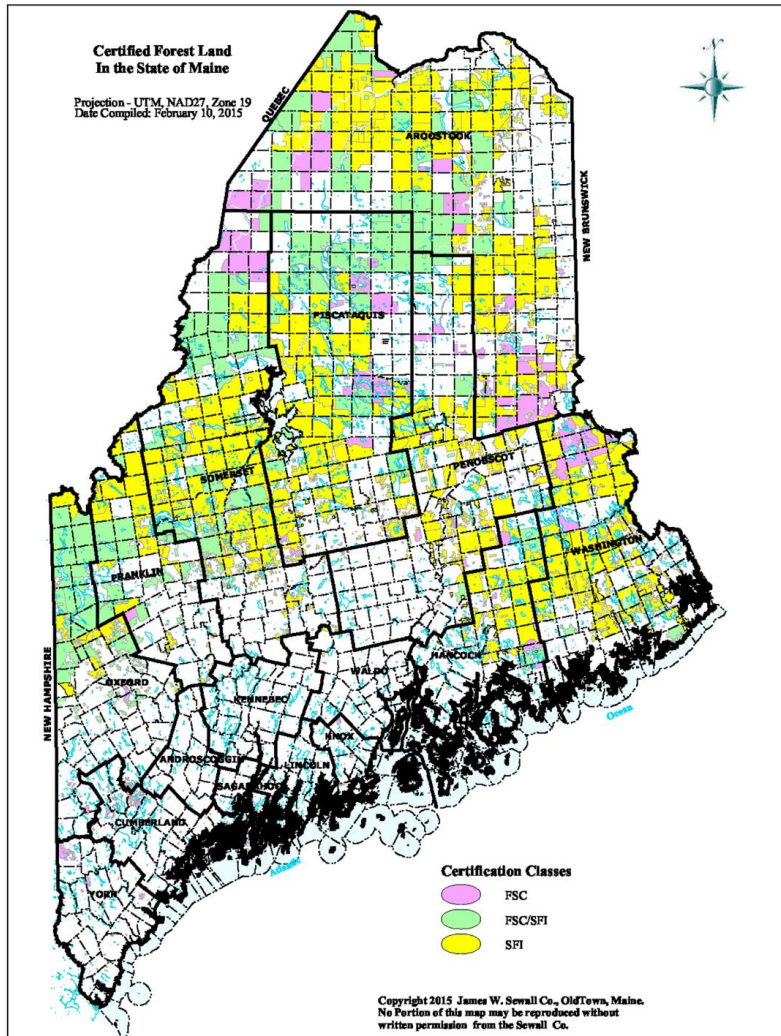 Certified Forest Land
In the State of Maine
Projection - UTM, NAD27, Zone 19
Date Compiled: February 10, 2015
N
QUEBEC
AROOSTOOK
NEW BRUNSWICK
PISCATAQUIS
PENOBSCOT
SOMERSET
WASHINGTON
FRANKLIN
HANCOCK
WALDO
OXFORD
KENNEBEC
NEW HAMPSHIRE
KNOX
ANDROSCOGGIN
LINCOLN
SAGADAHOC
CUMBERLAND
YORK
Atlantic
Ocean
Certification Classes
FSC
FSC/SFI
SFI
Copyright 2015 James W. Sewall Co., OldTown, Maine.
No Portion of this map may be reproduced without
written permission from the Sewall Co.